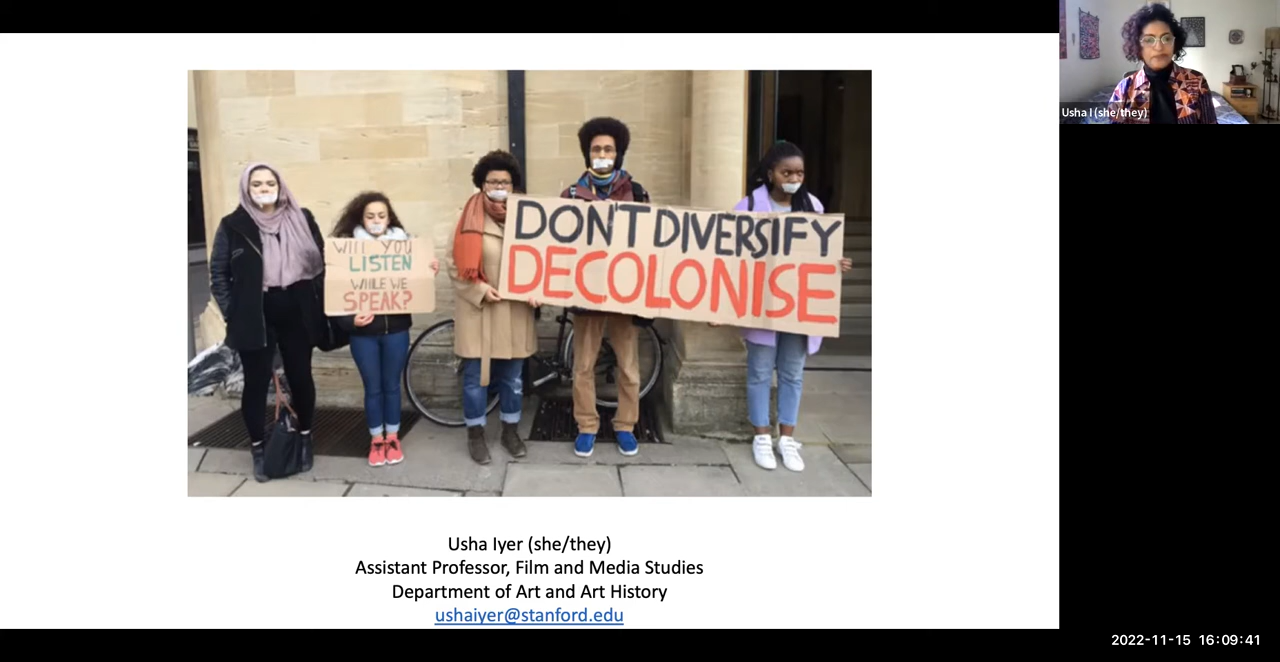 Usha I (she/they)
WILL YOU
LISTEN
WHILE WE
SPEAK?
DON'T DIVERSIFY
DECOLONISE
Usha Iyer (she/they)
Assistant Professor, Film and Media Studies
Department of Art and Art History
ushaiyer@stanford.edu
2022-11-15 16:09:41